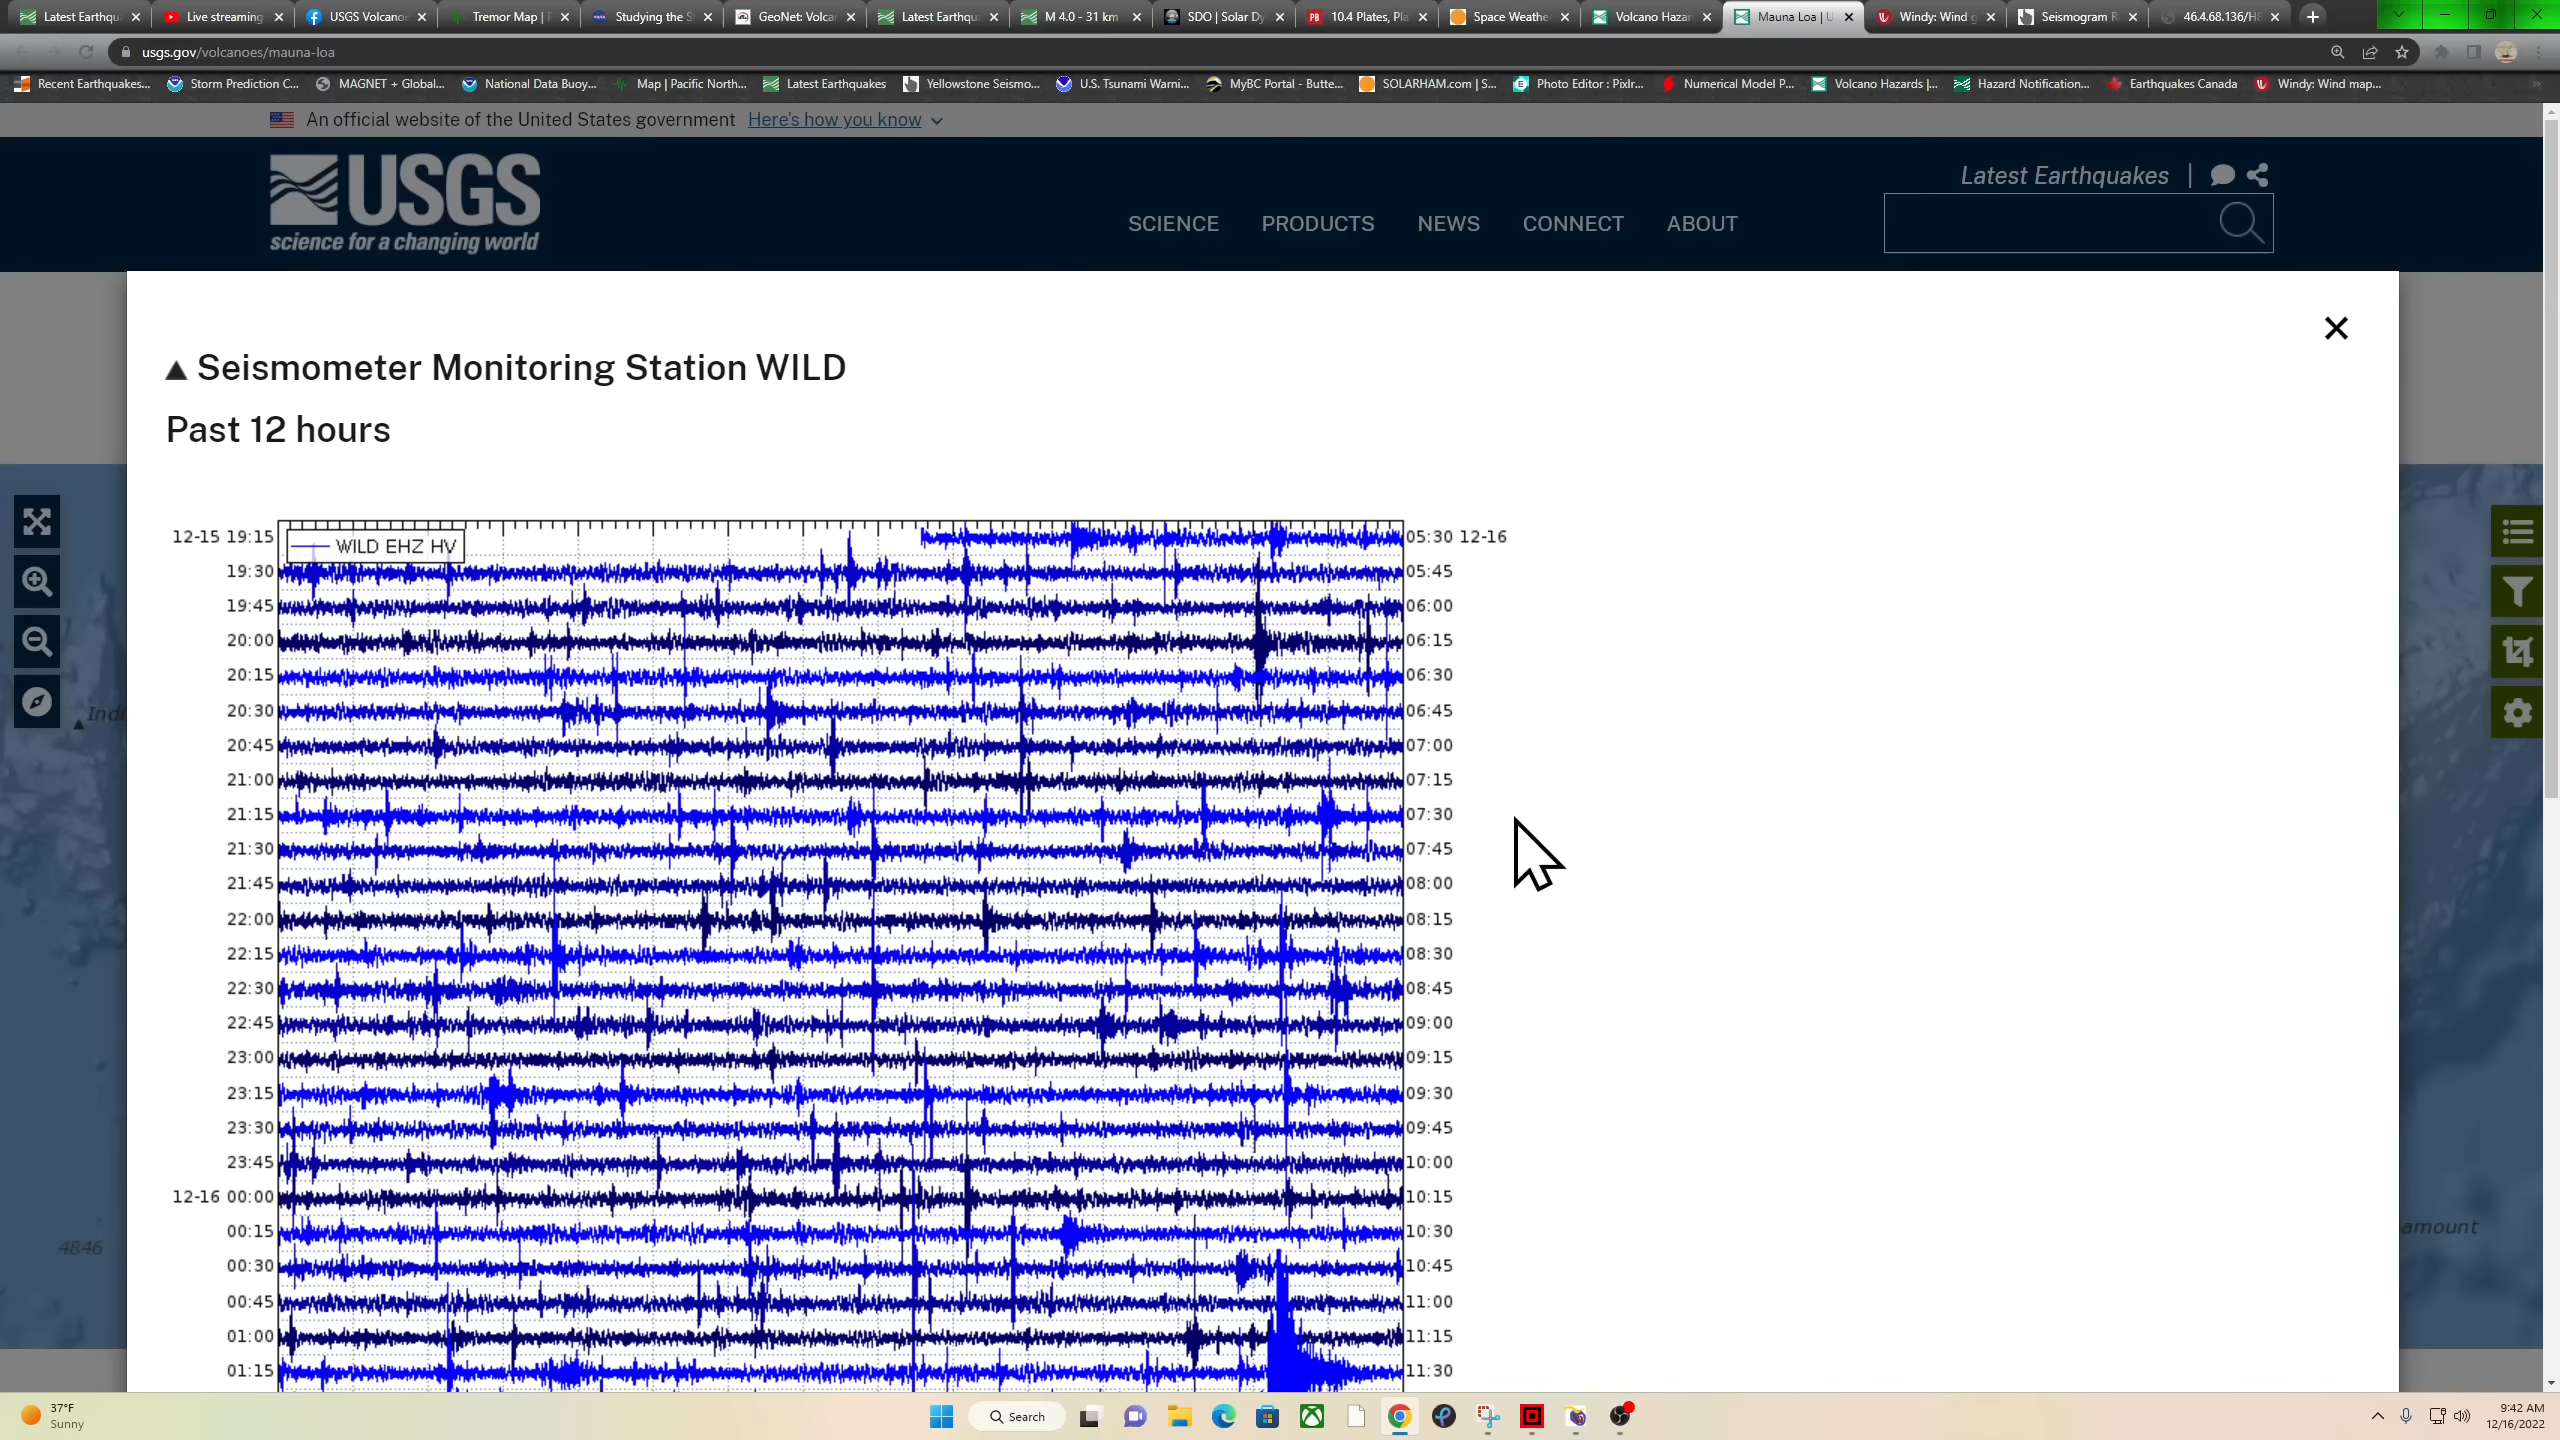 Latest Earthqu
Live streaming
USGS Volcano
Tremor Map |
Studying the S
GeoNet: Volca
Latest Earthqu
M 4.0 - 31 km
SDO | Solar Dy
10.4 Plates, Pl
Space Weathe
Volcano Hazar
Mauna Loa | U
Windy: Wind
Seismogram R
46.4.68.136/H
usgs.gov/volcanoes/mauna-loa
Recent Earthquakes...
Storm Prediction C...
MAGNET + Global...
National Data Buoy...
Map | Pacific North...
Latest Earthquakes
Yellowstone Seismo...
U.S. Tsunami Warni...
MyBC Portal - Butte...
SOLARHAM.com | S...
Photo Editor : Pixlr...
Numerical Model P...
Volcano Hazards |...
Hazard Notification...
Earthquakes Canada
Windy: Wind map...
An official website of the United States government Here's how you know
USGS
science for a changing world
Latest Earthquakes |
SCIENCE PRODUCTS NEWS CONNECT ABOUT
Seismometer Monitoring Station WILD
Past 12 hours
12-15 19:15 05:30 12-16
WILD EHZ HV
19:30 05:45
19:45 06:00
20:00 06:15
20:15 06:30
20:30 06:45
20:45 07:00
21:00 07:15
21:15 07:30
21:30 07:45
21:45 08:00
22:00 08:15
22:15 08:30
22:30 08:45
22:45 09:00
23:00 09:15
23:15 09:30
23:30 09:45
23:45 10:00
12-16 00:00 10:15
00:15 10:30
00:30 10:45
00:45 11:00
01:00 11:15
01:15 11:30
Indi
4846
amount
37°F
Sunny
Search
9:42 AM
12/16/2022